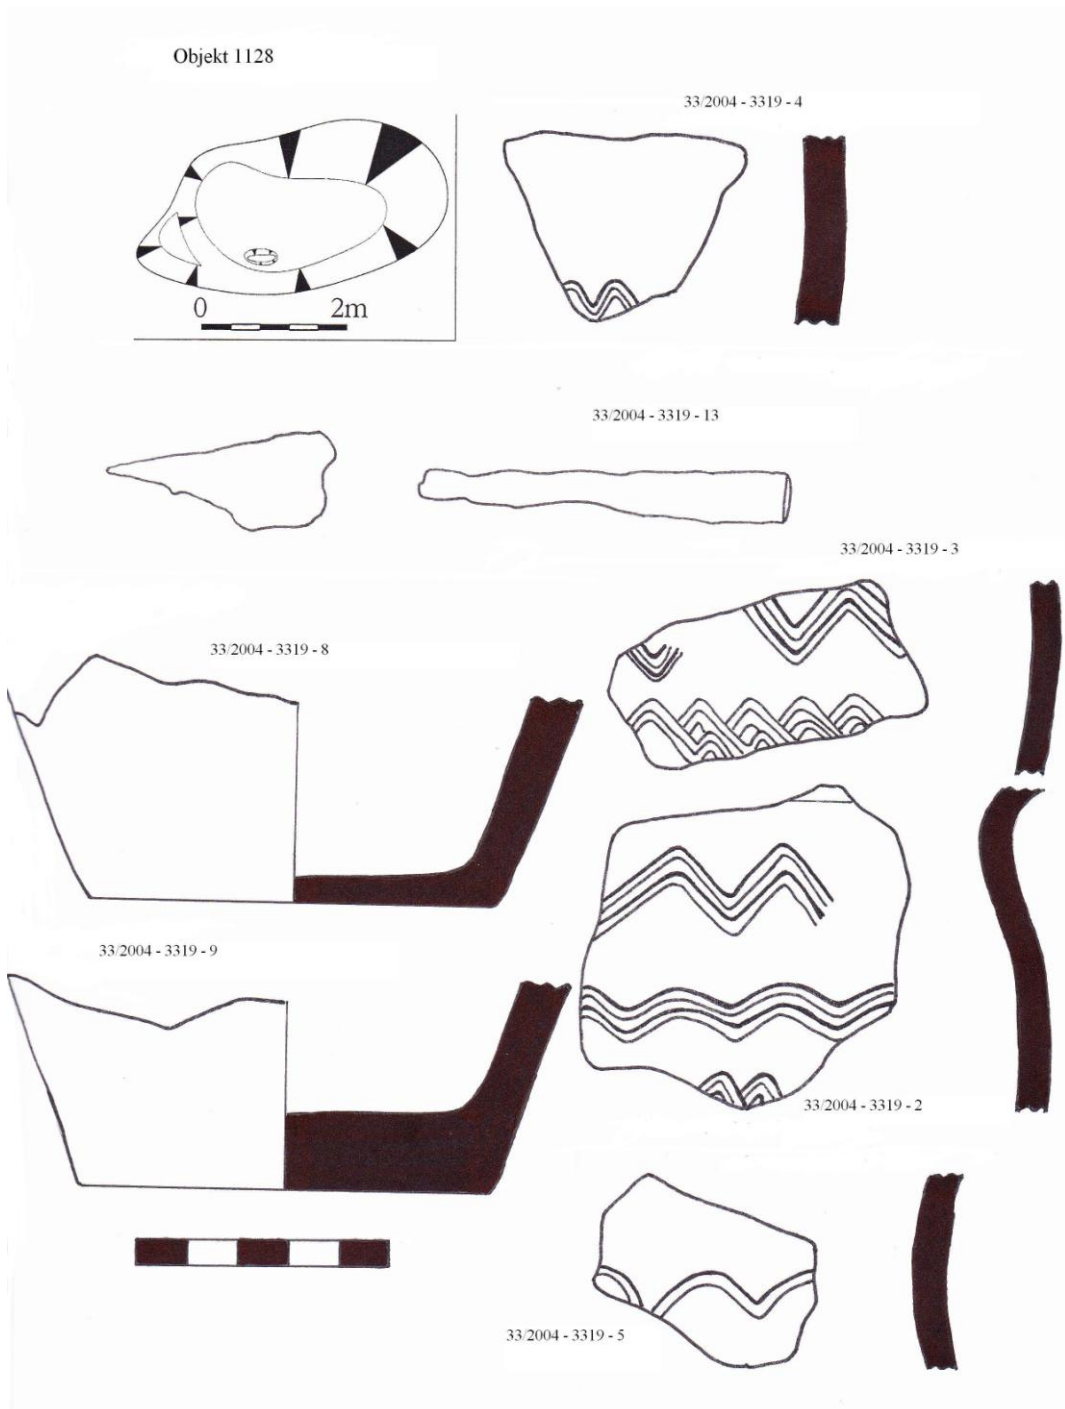 Objekt 1128
33/2004 - 3319 - 4
0 2m
33/2004 - 3319 - 13
33/2004 - 3319 - 3
33/2004 - 3319 - 8
33/2004 - 3319 - 9
33/2004 - 3319 - 2
33/2004 - 3319 - 5